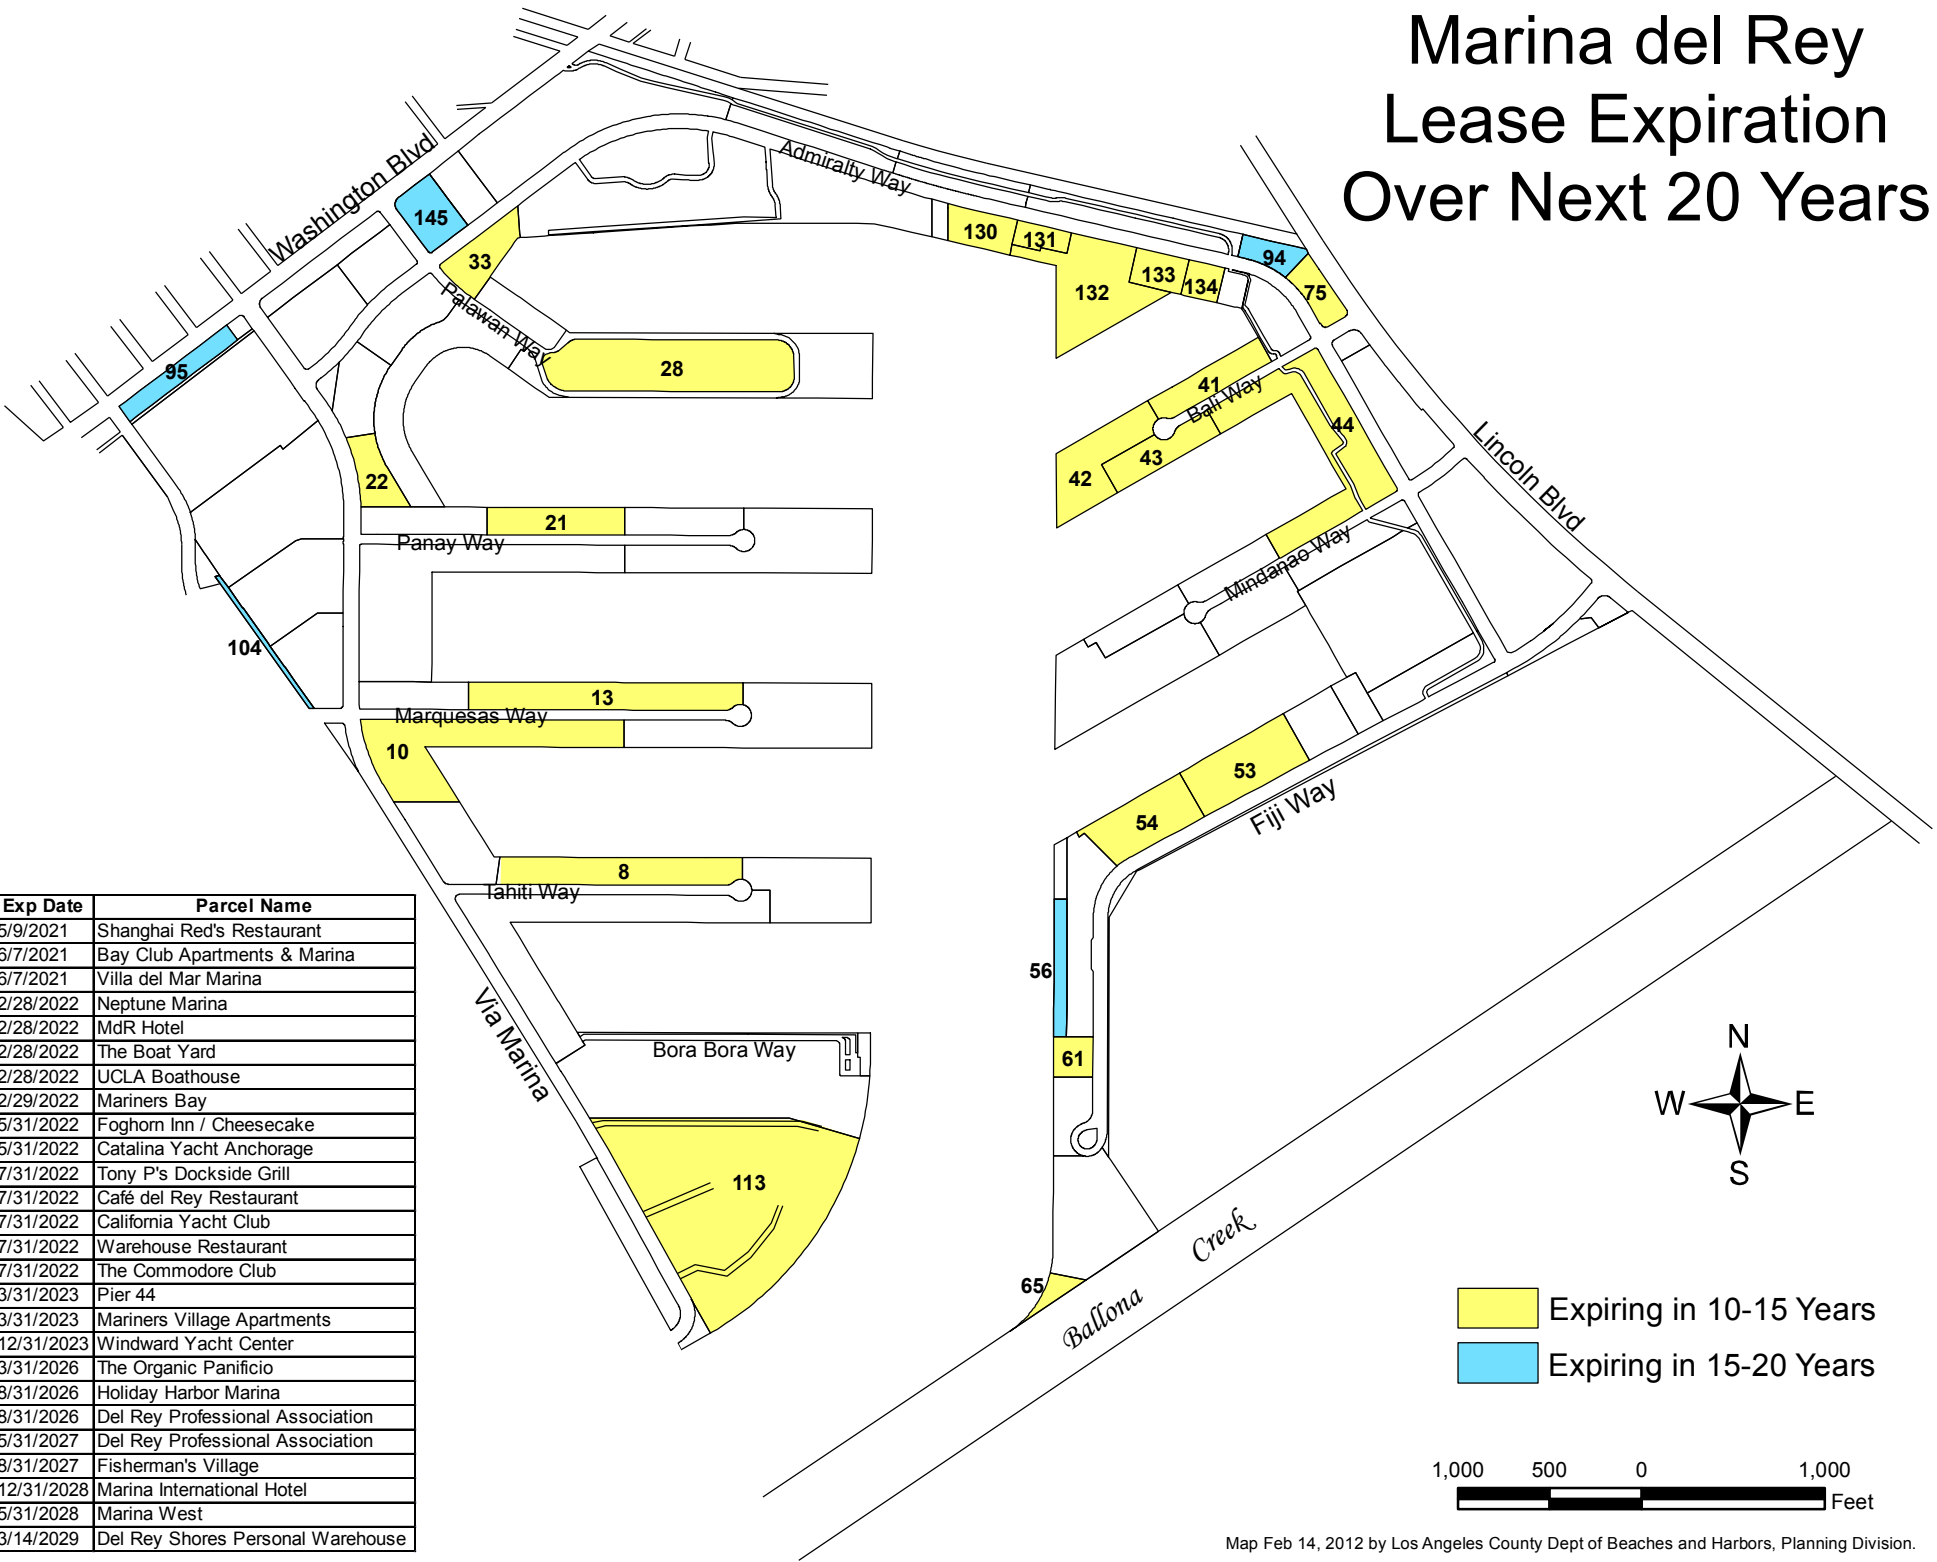 Marina del Rey
Lease Expiration
Over Next 20 Years
Washington Blvd
Admiralty Way
Palawan Way
Bali Way
Lincoln Blvd
Mindanao Way
Panay Way
Marquesas Way
Fiji Way
Tahiti Way
Via Marina
Bora Bora Way
Ballona Creek
145
33
130
131
132
133
134
94
75
95
28
41
44
42
43
22
21
104
13
10
53
54
8
56
61
113
65
Exp Date Parcel Name
5/9/2021 Shanghai Red's Restaurant
6/7/2021 Bay Club Apartments & Marina
6/7/2021 Villa del Mar Marina
2/28/2022 Neptune Marina
2/28/2022 MdR Hotel
2/28/2022 The Boat Yard
2/28/2022 UCLA Boathouse
2/29/2022 Mariners Bay
5/31/2022 Foghorn Inn / Cheesecake
5/31/2022 Catalina Yacht Anchorage
7/31/2022 Tony P's Dockside Grill
7/31/2022 Café del Rey Restaurant
7/31/2022 California Yacht Club
7/31/2022 Warehouse Restaurant
7/31/2022 The Commodore Club
3/31/2023 Pier 44
3/31/2023 Mariners Village Apartments
12/31/2023 Windward Yacht Center
3/31/2026 The Organic Panificio
8/31/2026 Holiday Harbor Marina
8/31/2026 Del Rey Professional Association
5/31/2027 Del Rey Professional Association
8/31/2027 Fisherman's Village
12/31/2028 Marina International Hotel
5/31/2028 Marina West
3/14/2029 Del Rey Shores Personal Warehouse
N
W E
S
Expiring in 10-15 Years
Expiring in 15-20 Years
1,000 500 0 1,000
Feet
Map Feb 14, 2012 by Los Angeles County Dept of Beaches and Harbors, Planning Division.